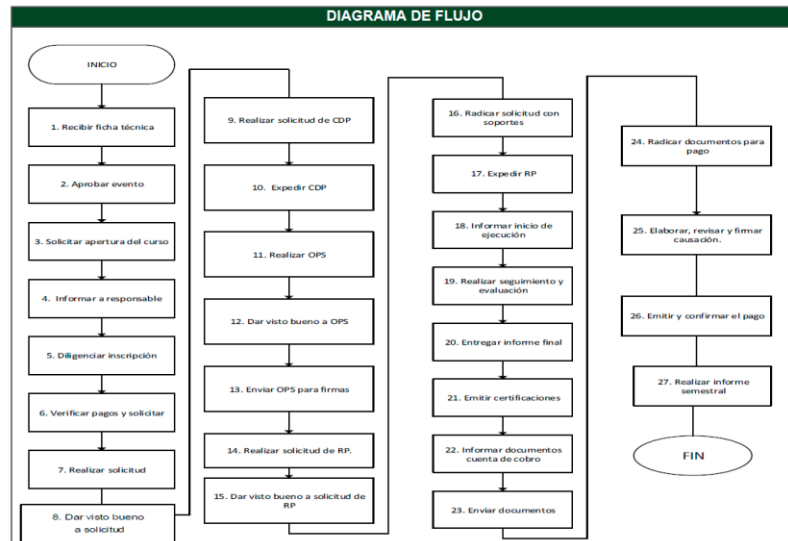 DIAGRAMA DE FLUJO
INICIO
1. Recibir ficha técnica
2. Aprobar evento
3. Solicitar apertura del curso
4. Informar a responsable
5. Diligenciar inscripción
6. Verificar pagos y solicitar
7. Realizar solicitud
8. Dar visto bueno
a solicitud
9. Realizar solicitud de CDP
10. Expedir CDP
11. Realizar OPS
12. Dar visto bueno a OPS
13. Enviar OPS para firmas
14. Realizar solicitud de RP.
15. Dar visto bueno a solicitud de
RP
16. Radicar solicitud con
soportes
17. Expedir RP
18. Informar inicio de
ejecución
19. Realizar seguimiento y
evaluación
20. Entregar informe final
21. Emitir certificaciones
22. Informar documentos
cuenta de cobro
23. Enviar documentos
24. Radicar documentos para
pago
25. Elaborar, revisar y firmar
causación.
26. Emitir y confirmar el pago
27. Realizar informe
semestral
FIN